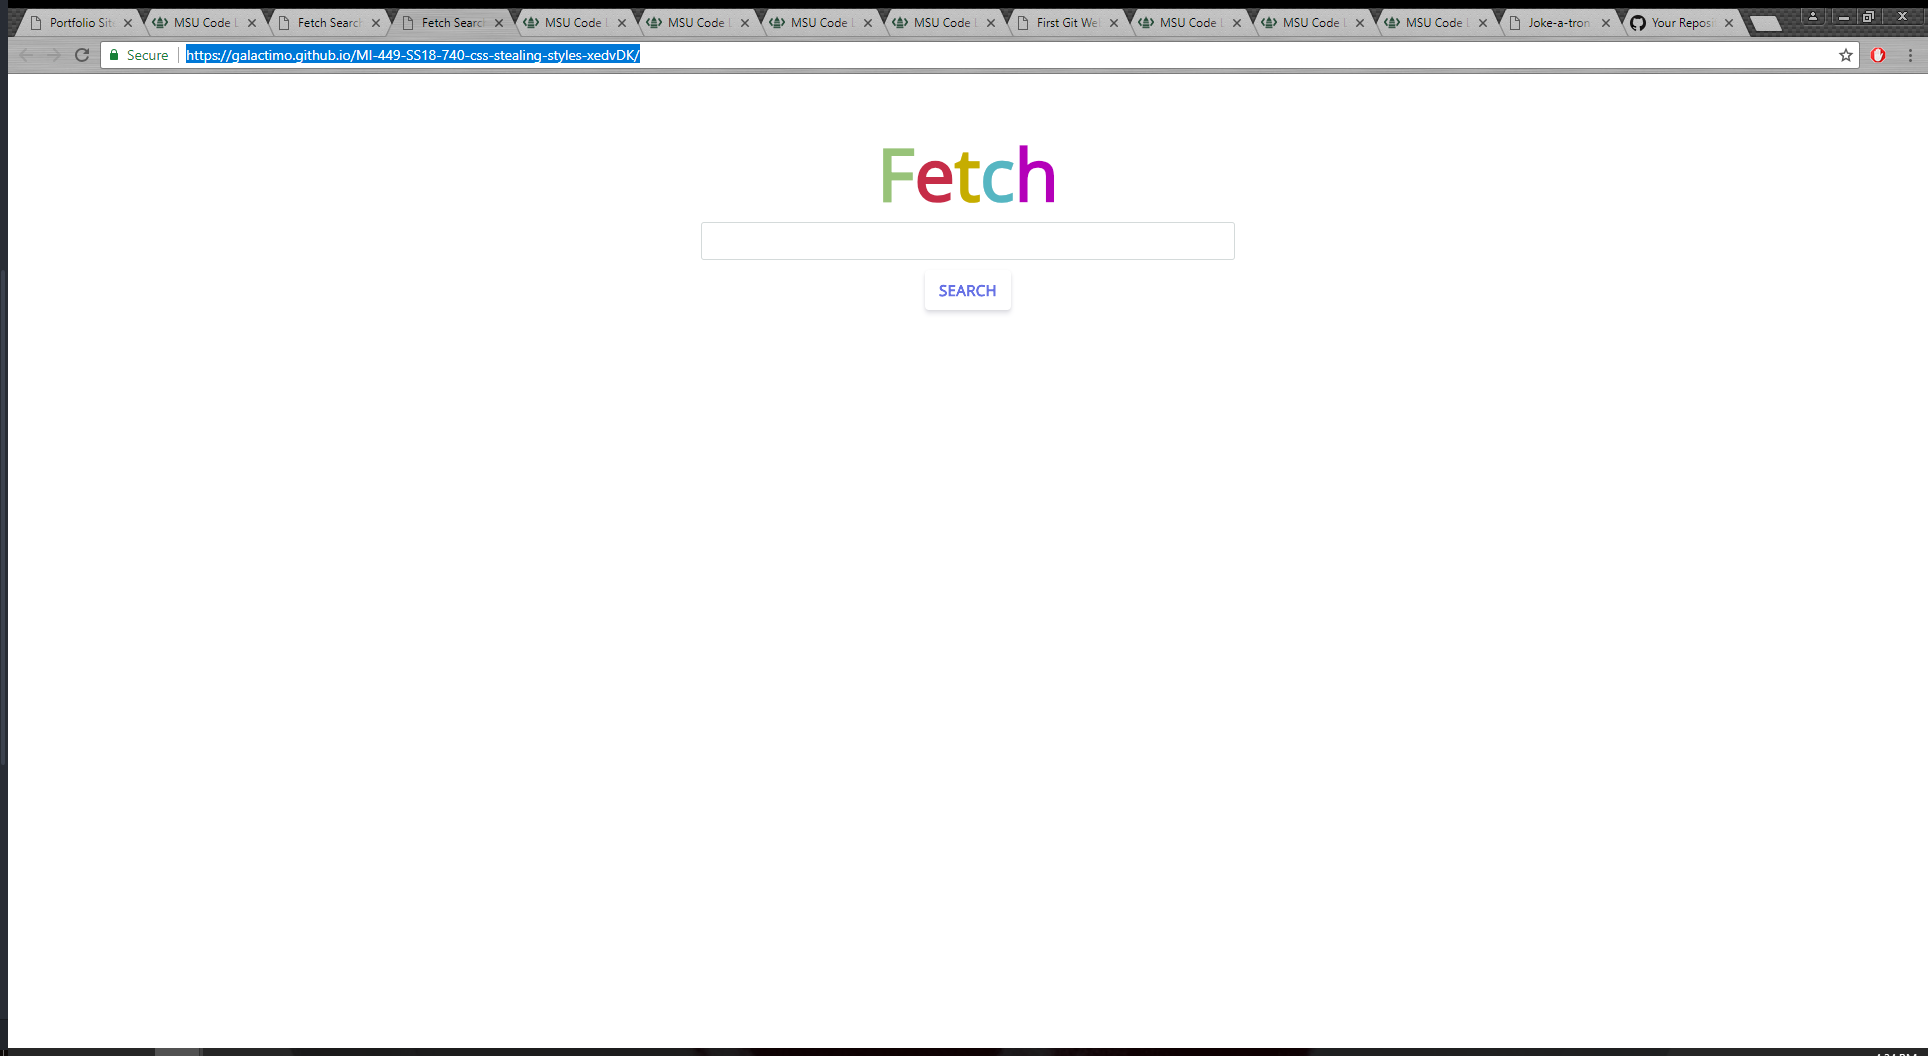 Portfolio Sit MSU Code L Fetch Search Fetch Searc MSU Code L MSU Code L MSU Code L MSU Code L First Git We MSU Code L MSU Code L MSU Code L Joke-a-tron Your Reposi
Secure https://galactimo.github.io/MI-449-SS18-740-css-stealing-styles-xedvDK/
Fetch
SEARCH